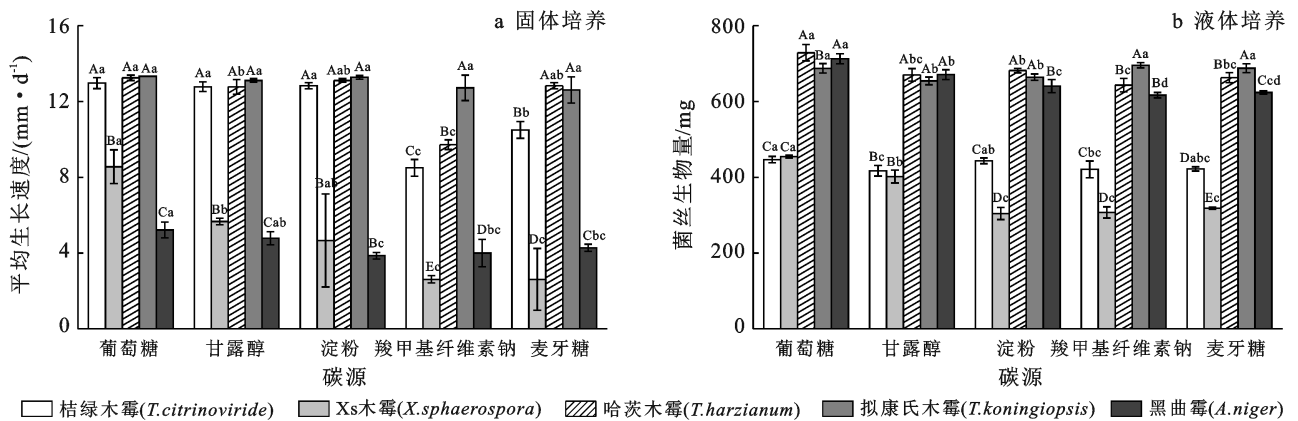 a 固体培养
平均生长速度/(mm·d-1)
16
12
8
4
0
Aa Ba Aa Aa Ca
Aa Bb Ab Aa Cab
Aa Bab Aab Aa Bc
Cc Ec Bc Aa Dbc
Bb Dc Aab Aa Cbc
葡萄糖 甘露醇 淀粉 羧甲基纤维素钠 麦牙糖
碳源
b 液体培养
菌丝生物量/mg
800
600
400
200
0
Ca Ca Aa Ba Aa
Bc Bb Abc Ab Ab
Cab Dc Ab Ab Bc
Cbc Dc Bc Aa Bd
Dabc Ec Bbc Aa Ccd
葡萄糖 甘露醇 淀粉 羧甲基纤维素钠 麦牙糖
碳源
桔绿木霉(T.citrinoviride) Xs木霉(X.sphaerospora) 哈茨木霉(T.harzianum) 拟康氏木霉(T.koningiopsis) 黑曲霉(A.niger)